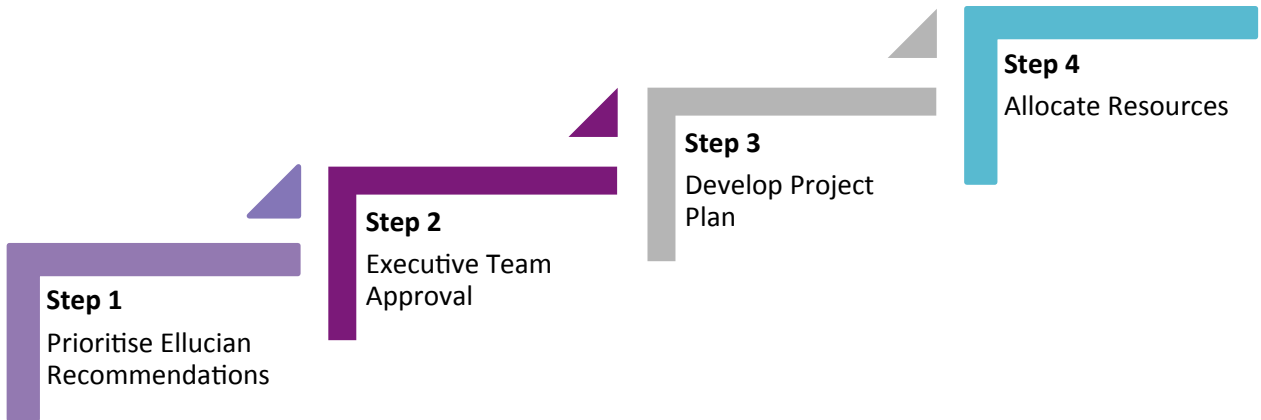 Step 1
Prioritise Ellucian
Recommendations
Step 2
Executive Team
Approval
Step 3
Develop Project
Plan
Step 4
Allocate Resources